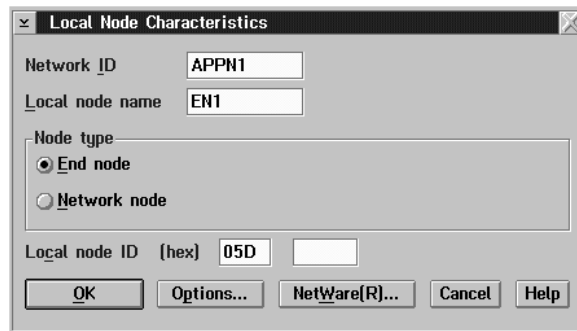 Local Node Characteristics
Network ID APPN1
Local node name EN1
Node type
End node
Network node
Local node ID (hex) 05D
OK Options... NetWare(R)... Cancel Help